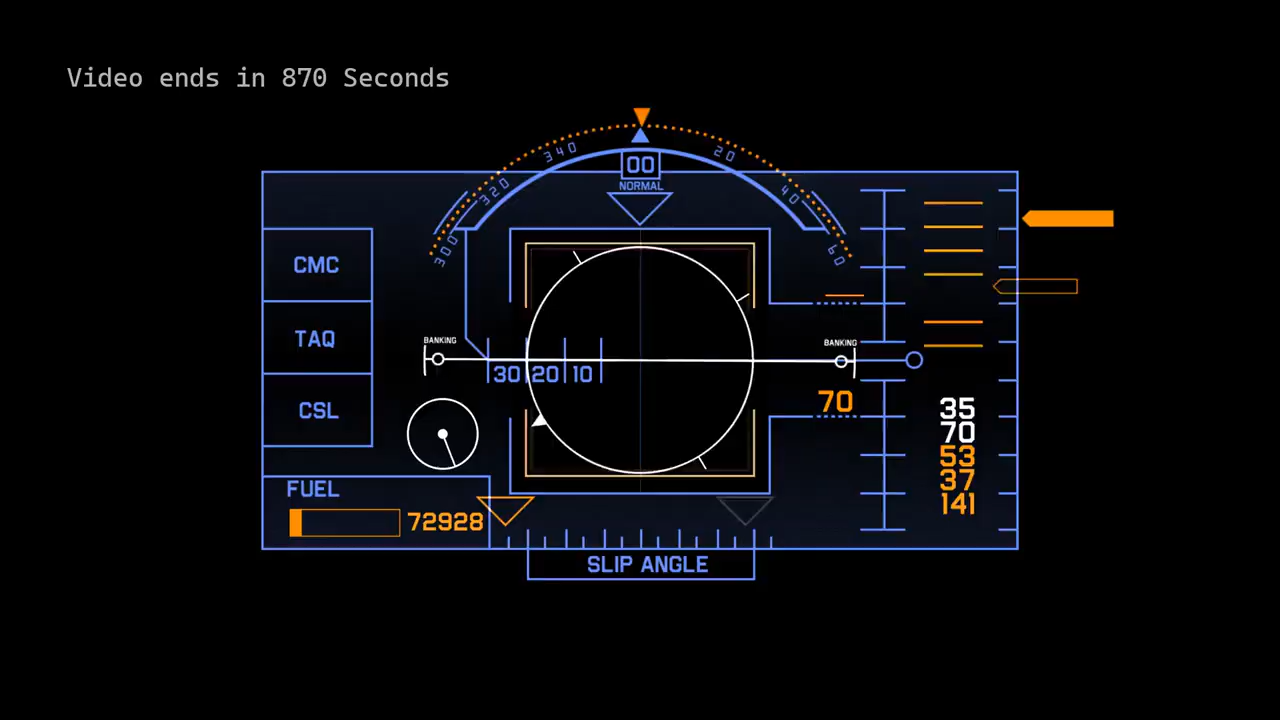 Video ends in 870 Seconds
340
00
20
NORMAL
320
40
300
60
CMC
TAQ
CSL
BANKING
BANKING
30
20
10
70
35
70
53
37
141
FUEL
72928
SLIP ANGLE